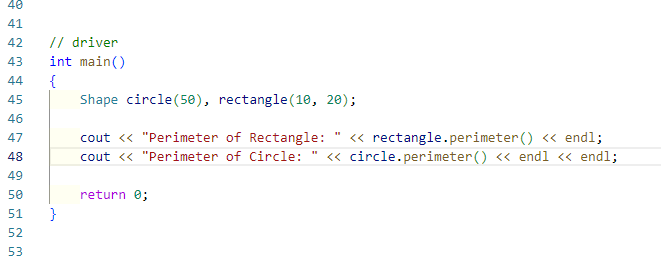 40
41
42 // driver
43 int main()
44 {
45     Shape circle(50), rectangle(10, 20);
46
47     cout << "Perimeter of Rectangle: " << rectangle.perimeter() << endl;
48     cout << "Perimeter of Circle: " << circle.perimeter() << endl << endl;
49
50     return 0;
51 }
52
53